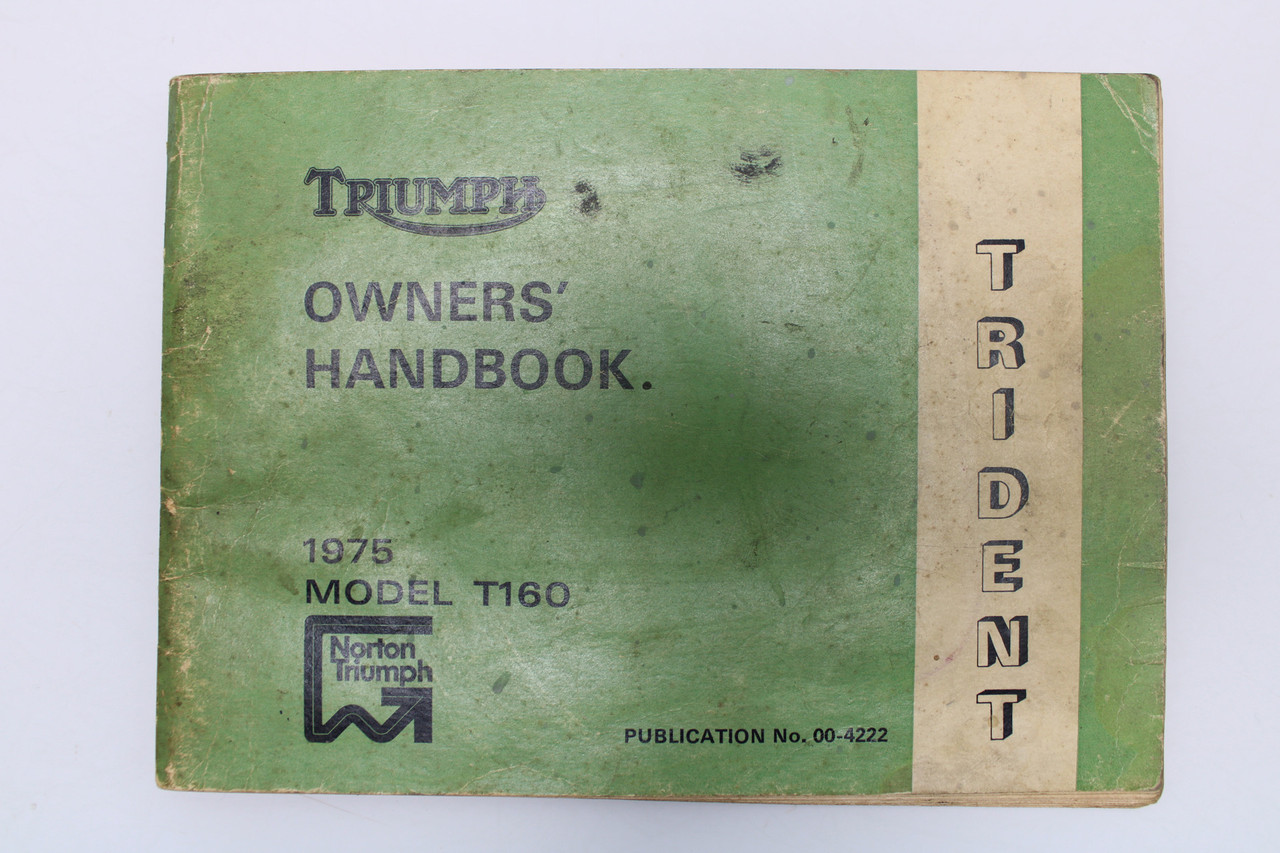 TRIUMPH
OWNERS’
HANDBOOK.
1975
MODEL T160
Norton
Triumph
PUBLICATION No. 00-4222
TRIDENT